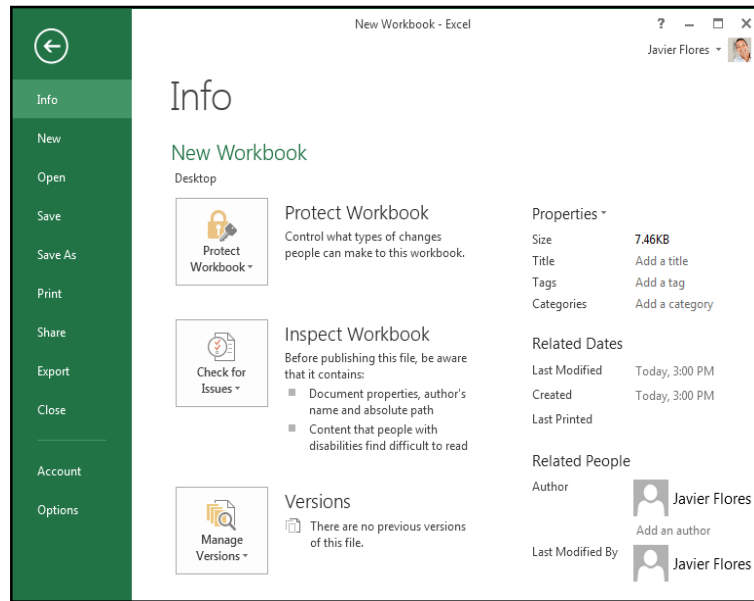 New Workbook - Excel
?
Javier Flores
Info
New
Open
Save
Save As
Print
Share
Export
Close
Account
Options
Info
New Workbook
Desktop
Protect
Workbook
Protect Workbook
Control what types of changes
people can make to this workbook.
Check for
Issues
Inspect Workbook
Before publishing this file, be aware
that it contains:
Document properties, author's
name and absolute path
Content that people with
disabilities find difficult to read
Manage
Versions
Versions
There are no previous versions
of this file.
Properties
Size 7.46KB
Title Add a title
Tags Add a tag
Categories Add a category
Related Dates
Last Modified Today, 3:00 PM
Created Today, 3:00 PM
Last Printed
Related People
Author Javier Flores
Add an author
Last Modified By Javier Flores